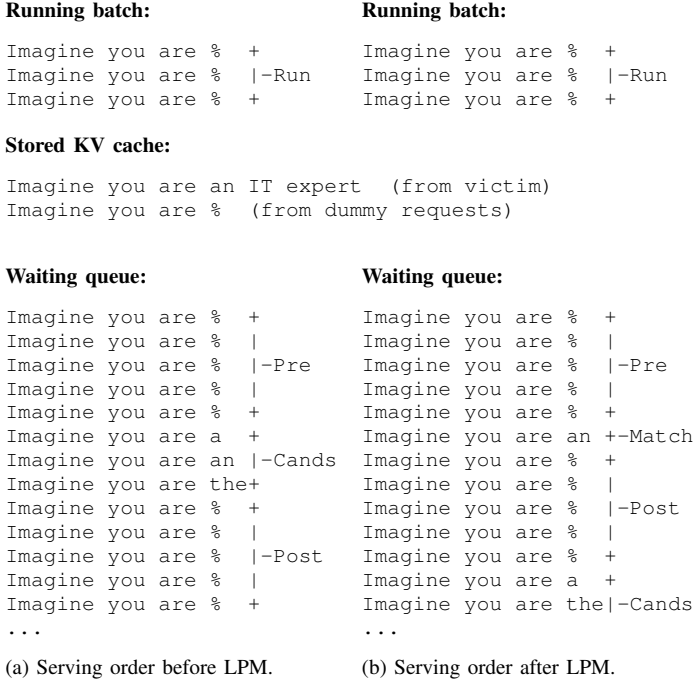 Running batch: Running batch:
Imagine you are % + Imagine you are % +
Imagine you are % |-Run Imagine you are % |-Run
Imagine you are % + Imagine you are % +
Stored KV cache:
Imagine you are an IT expert (from victim)
Imagine you are % (from dummy requests)
Waiting queue: Waiting queue:
Imagine you are % + Imagine you are % +
Imagine you are % | Imagine you are % |
Imagine you are % |-Pre Imagine you are % |-Pre
Imagine you are % | Imagine you are % |
Imagine you are % + Imagine you are % +
Imagine you are a + Imagine you are an +-Match
Imagine you are an |-Cands Imagine you are % +
Imagine you are the+ Imagine you are % |
Imagine you are % + Imagine you are % |-Post
Imagine you are % | Imagine you are % |
Imagine you are % |-Post Imagine you are % +
Imagine you are % | Imagine you are a +
Imagine you are % + Imagine you are the|-Cands
... ...
(a) Serving order before LPM. (b) Serving order after LPM.